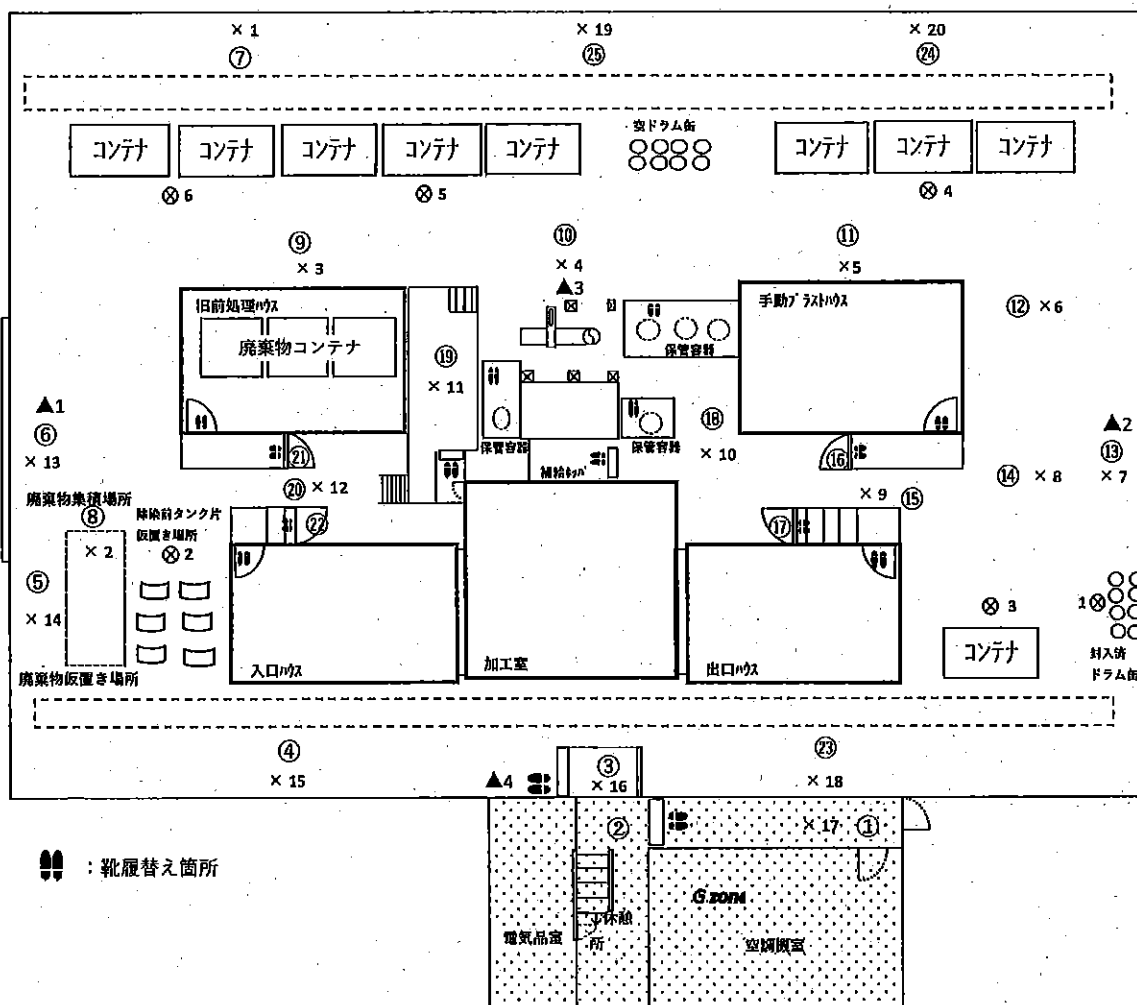 × 1
× 19
× 20
⑦
㉕
㉔
コンテナ
コンテナ
コンテナ
コンテナ
コンテナ
空ドラム缶
コンテナ
コンテナ
コンテナ
⊗ 6
⊗ 5
⊗ 4
⑨
× 3
⑩
× 4
▲3
⑪
×5
⑫ × 6
旧前処理ハウス
廃棄物コンテナ
手動ブラストハウス
保管容器
⑲
× 11
▲1
⑥
× 13
⑱
× 10
▲2
⑬
× 7
保管容器
保管容器
補給ホッパ
㉑
⑯
⑳ × 12
⑭ × 8
× 9 ⑮
廃棄物集積場所
⑧
× 2
除染前タンク片
仮置き場所
⊗ 2
㉒
⑰
⑤
× 14
⊗ 3
1⊗
コンテナ
封入済
ドラム缶
廃棄物仮置き場所
入口ハウス
加工室
出口ハウス
④
× 15
▲4
③
× 16
㉓
× 18
②
×17 ①
：靴履替え箇所
G zone
電気品室
休憩
所
空調機室